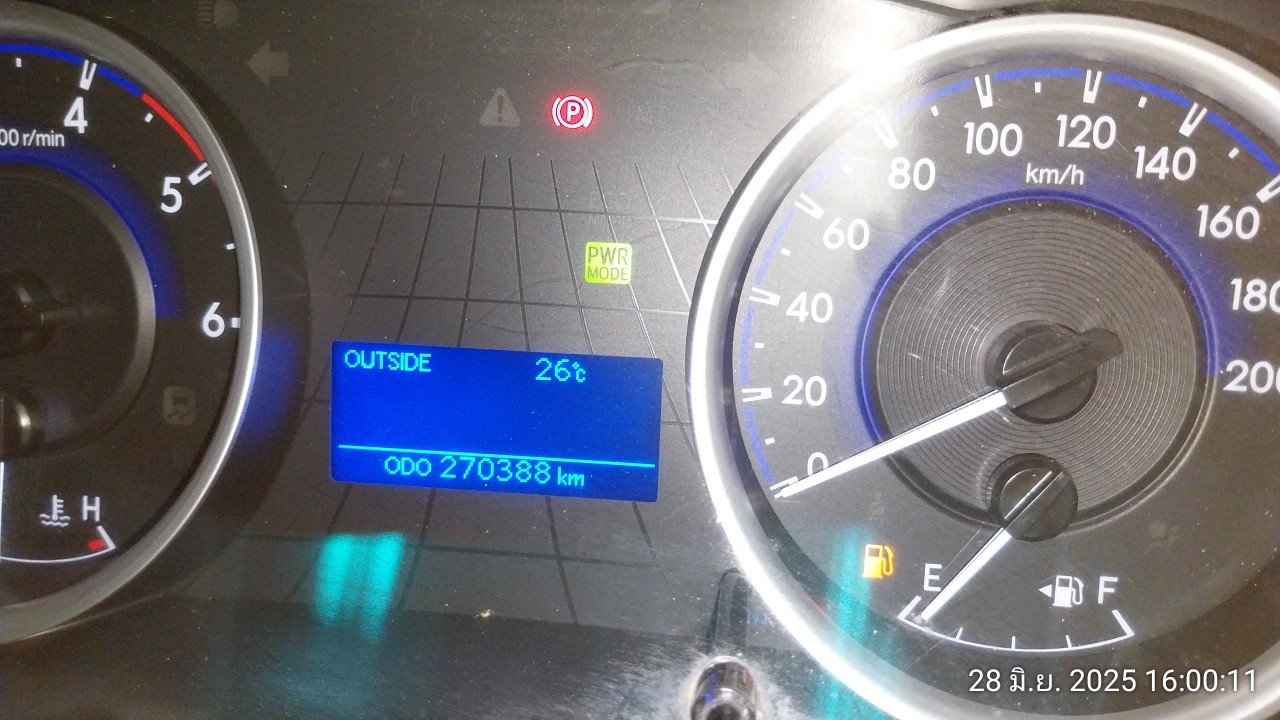 4
00 r/min
5
6
H
PWR
MODE
OUTSIDE 26℃
ODO 270388 km
0
20
40
60
80
100
120
140
160
180
200
km/h
E
F
P
28 มิ.ย. 2025 16:00:11